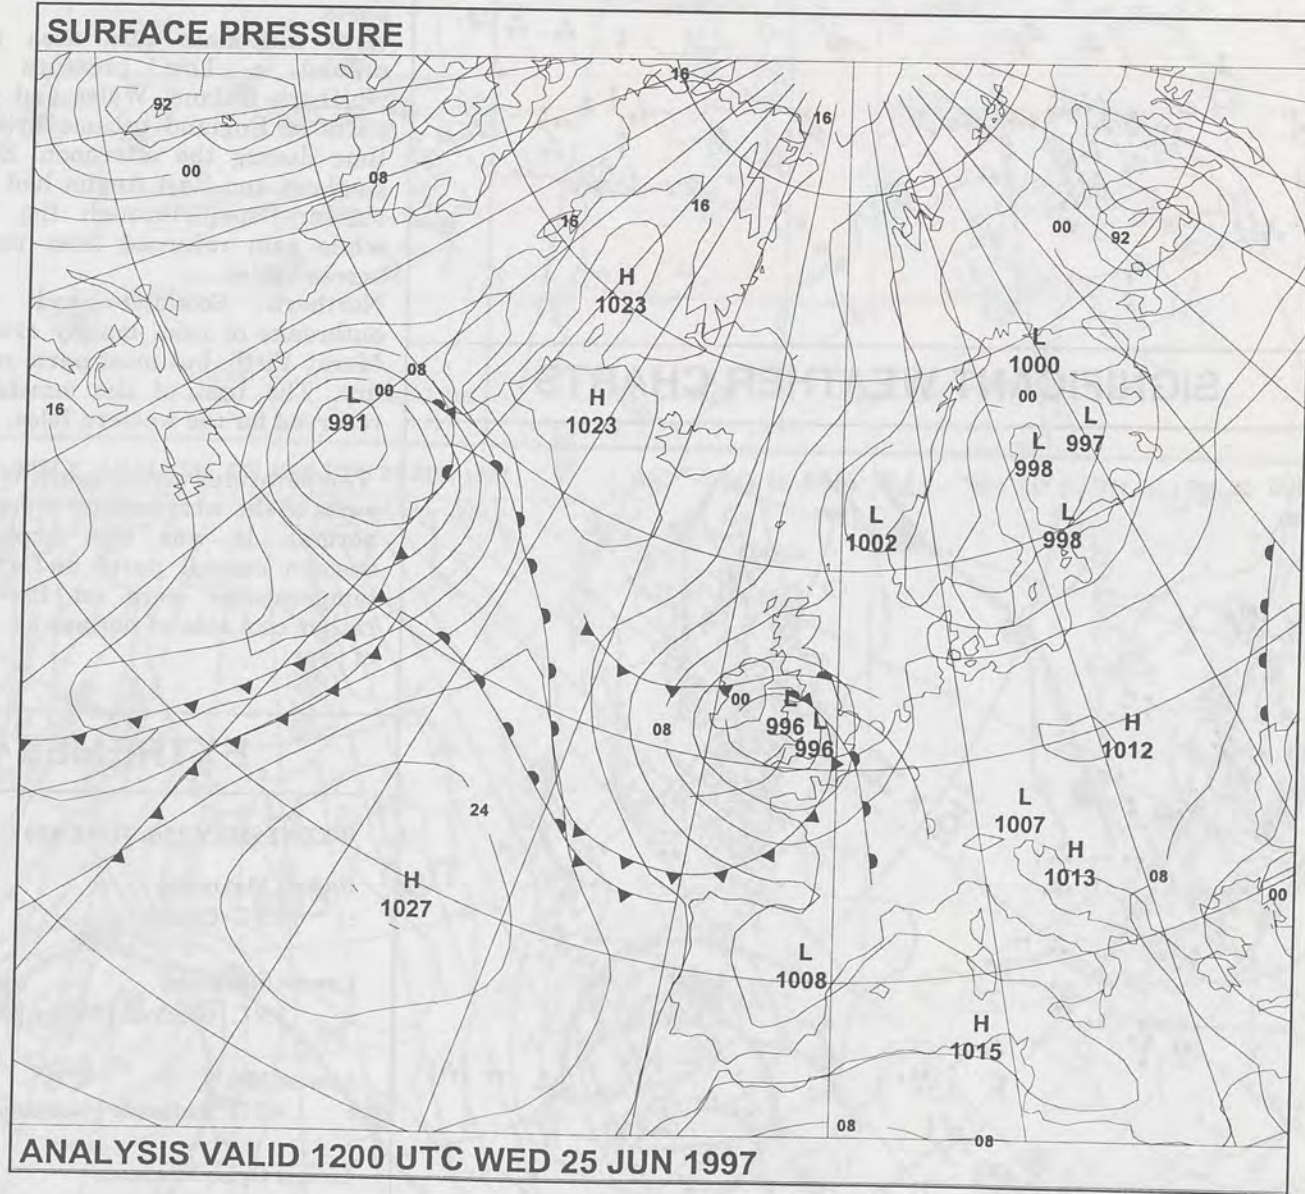 SURFACE PRESSURE
16
92
16
00
08
16
16
00
92
H
1023
L
1000
08
L
00
991
H
1023
00
16
L
997
L
998
L
1002
L
998
00
L
996
L
996
08
H
1012
24
L
1007
H
1013
08
H
1027
00
L
1008
H
1015
08
08
ANALYSIS VALID 1200 UTC WED 25 JUN 1997